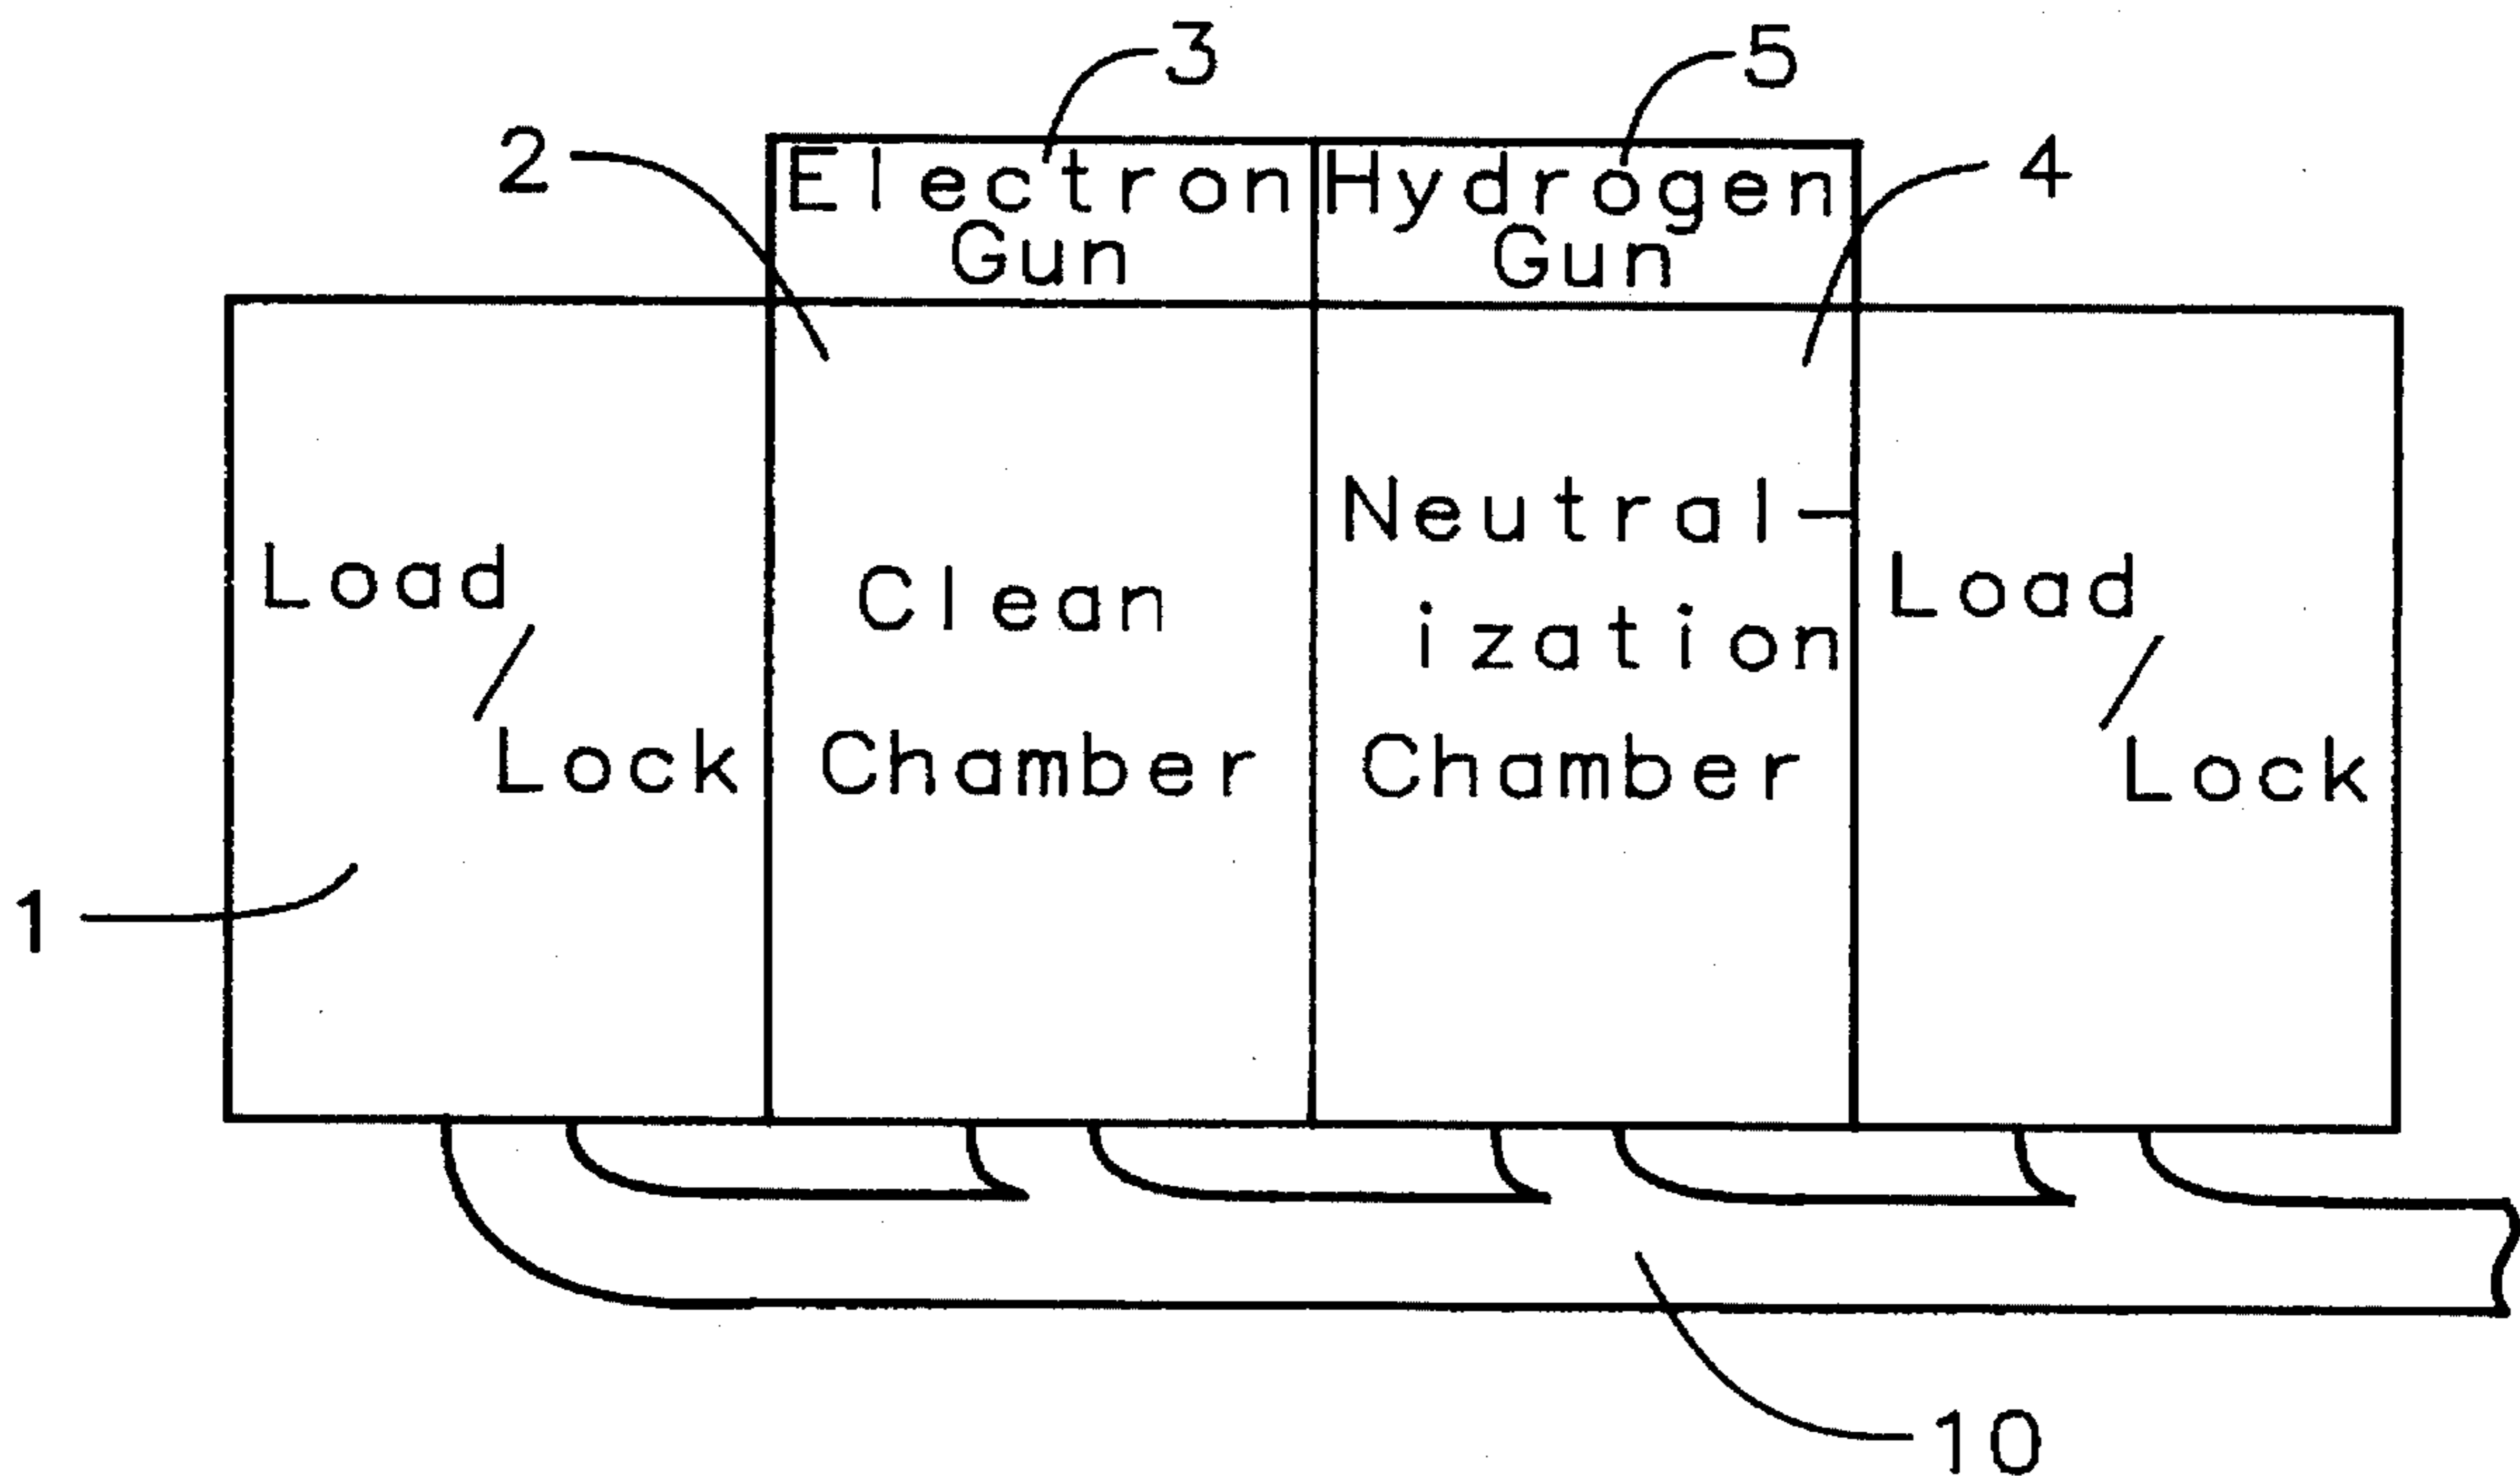 3
5
2
4
Electron
Gun
Hydrogen
Gun
Load
/
Lock
Clean
Chamber
Neutral-
ization
Chamber
Load
/
Lock
1
10